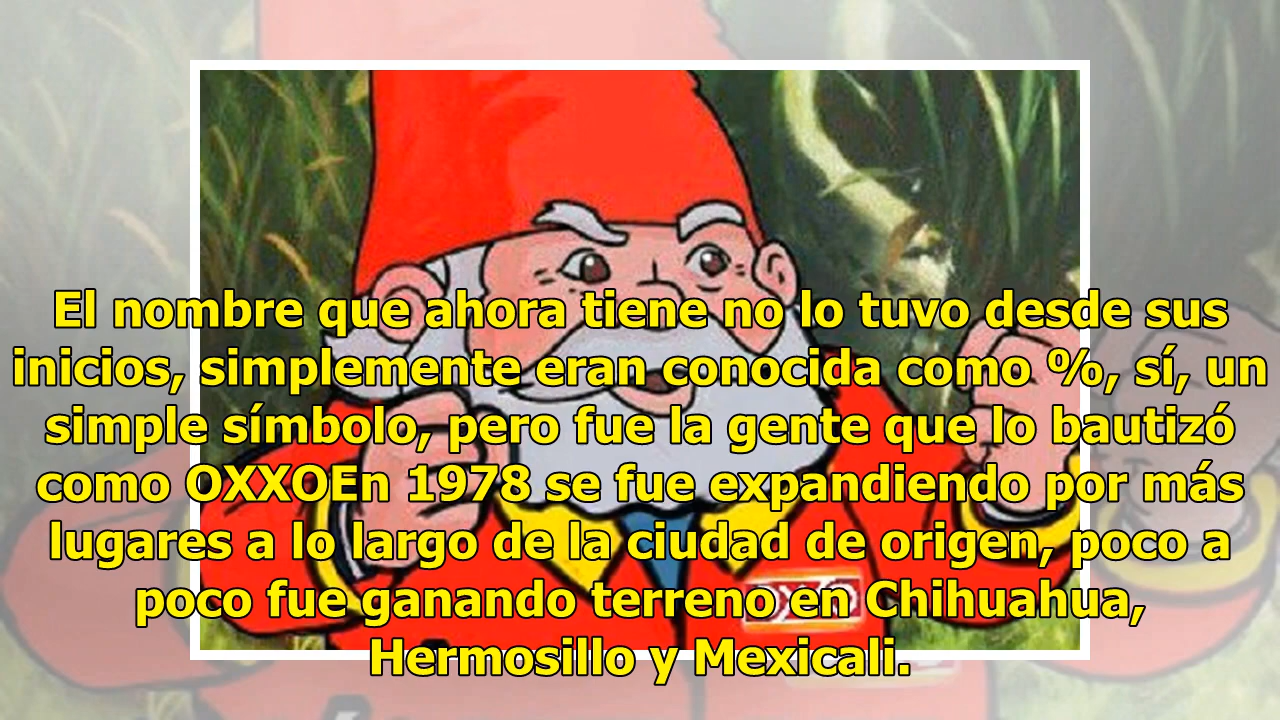 El nombre que ahora tiene no lo tuvo desde sus
inicios, simplemente eran conocida como %, sí, un
simple símbolo, pero fue la gente que lo bautizó
como OXXOEn 1978 se fue expandiendo por más
lugares a lo largo de la ciudad de origen, poco a
poco fue ganando terreno en Chihuahua,
Hermosillo y Mexicali.